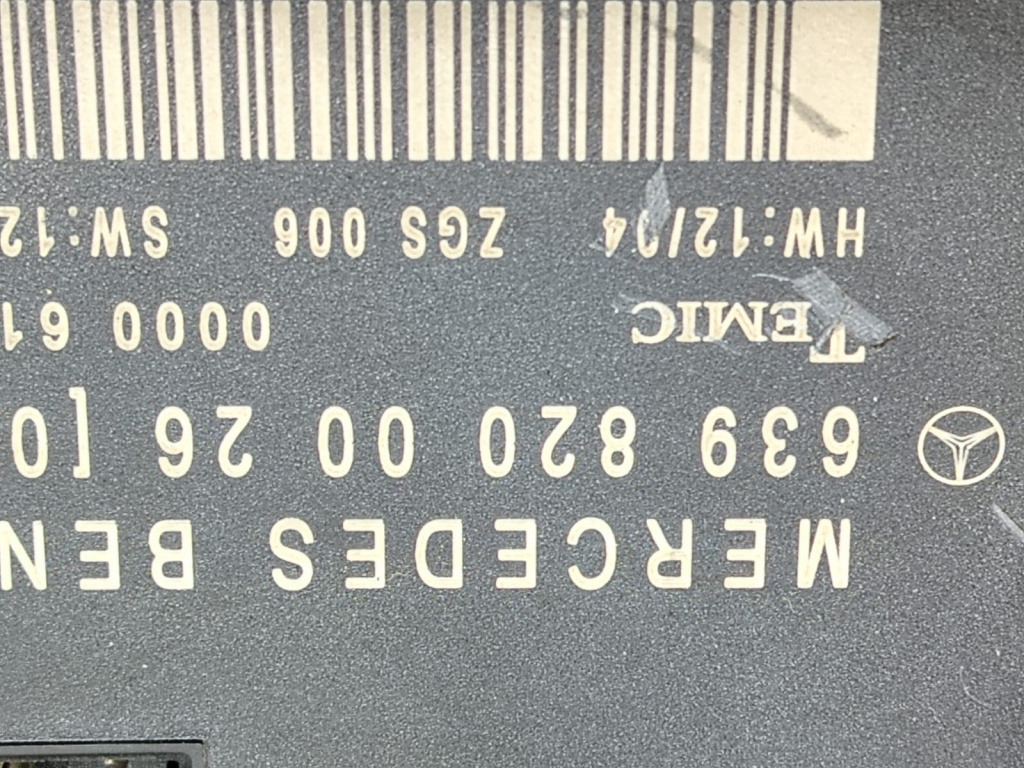 MERCEDES BEN
639 820 00 26 [0
TEMIC 0000 61
HW:12/04 ZGS 006 SW:12